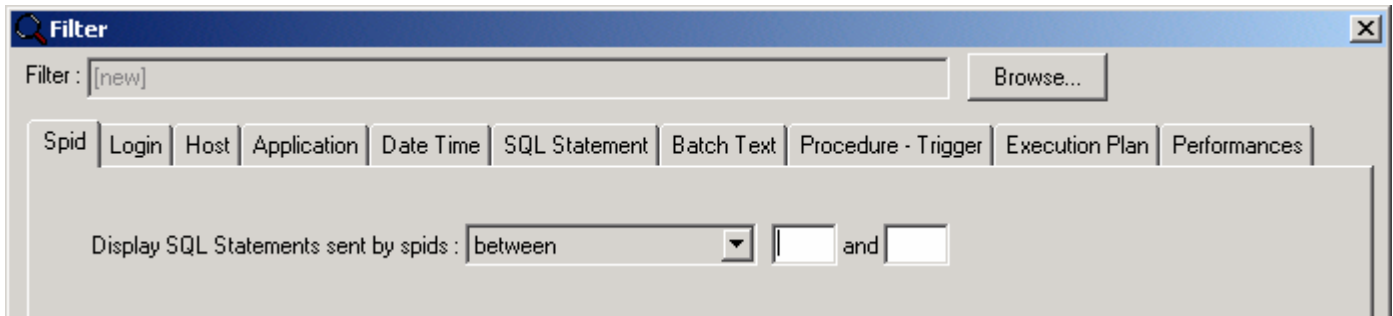 Filter
Filter : [new] Browse...
Spid Login Host Application Date Time SQL Statement Batch Text Procedure - Trigger Execution Plan Performances
Display SQL Statements sent by spids : between and